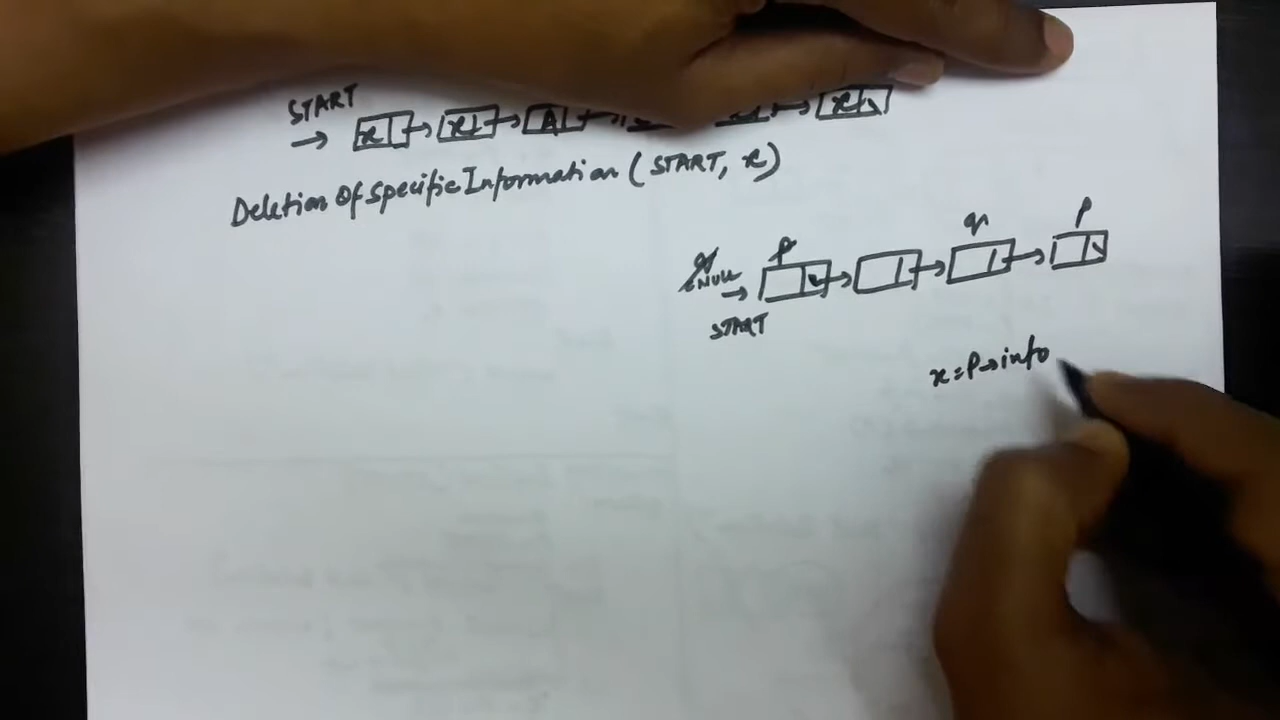 START
→ x → x → A → x
Deletion Of Specific Information (START, x)
q p
NULL → p → → →
START
x = P → info